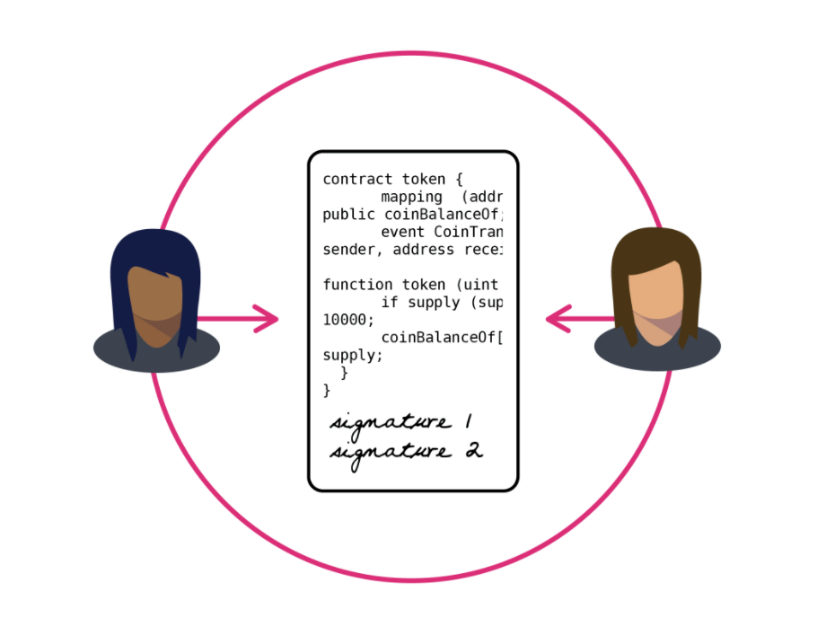 contract token {
mapping (addr
public coinBalanceOf;
event CoinTran
sender, address recei
function token (uint
if supply (sup
10000;
coinBalanceOf[
supply;
}
}
signature 1
signature 2